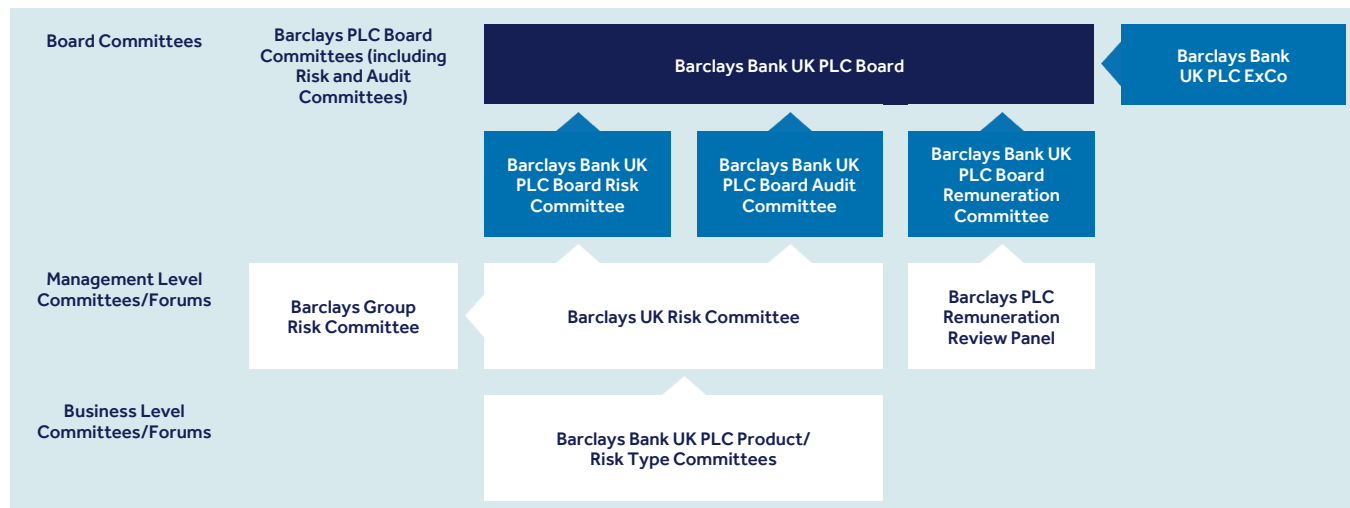 Board Committees
Barclays PLC Board
Committees (including
Risk and Audit
Committees)
Barclays Bank UK PLC Board
Barclays Bank
UK PLC ExCo
Barclays Bank UK
PLC Board Risk
Committee
Barclays Bank UK
PLC Board Audit
Committee
Barclays Bank UK
PLC Board
Remuneration
Committee
Management Level
Committees/Forums
Barclays Group
Risk Committee
Barclays UK Risk Committee
Barclays PLC
Remuneration
Review Panel
Business Level
Committees/Forums
Barclays Bank UK PLC Product/
Risk Type Committees